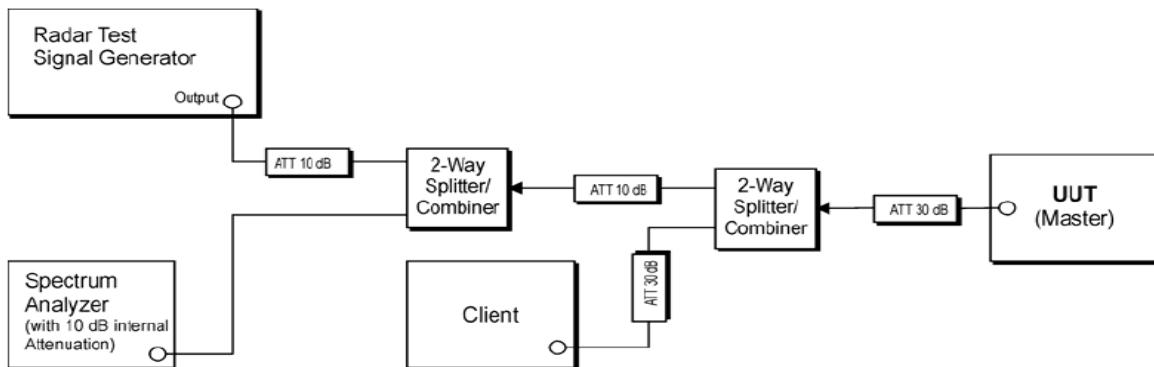 Radar Test
Signal Generator
Output
ATT 10 dB
2-Way
Splitter/
Combiner
ATT 10 dB
2-Way
Splitter/
Combiner
ATT 30 dB
UUT
(Master)
Spectrum
Analyzer
(with 10 dB internal
Attenuation)
Client
ATT 30 dB